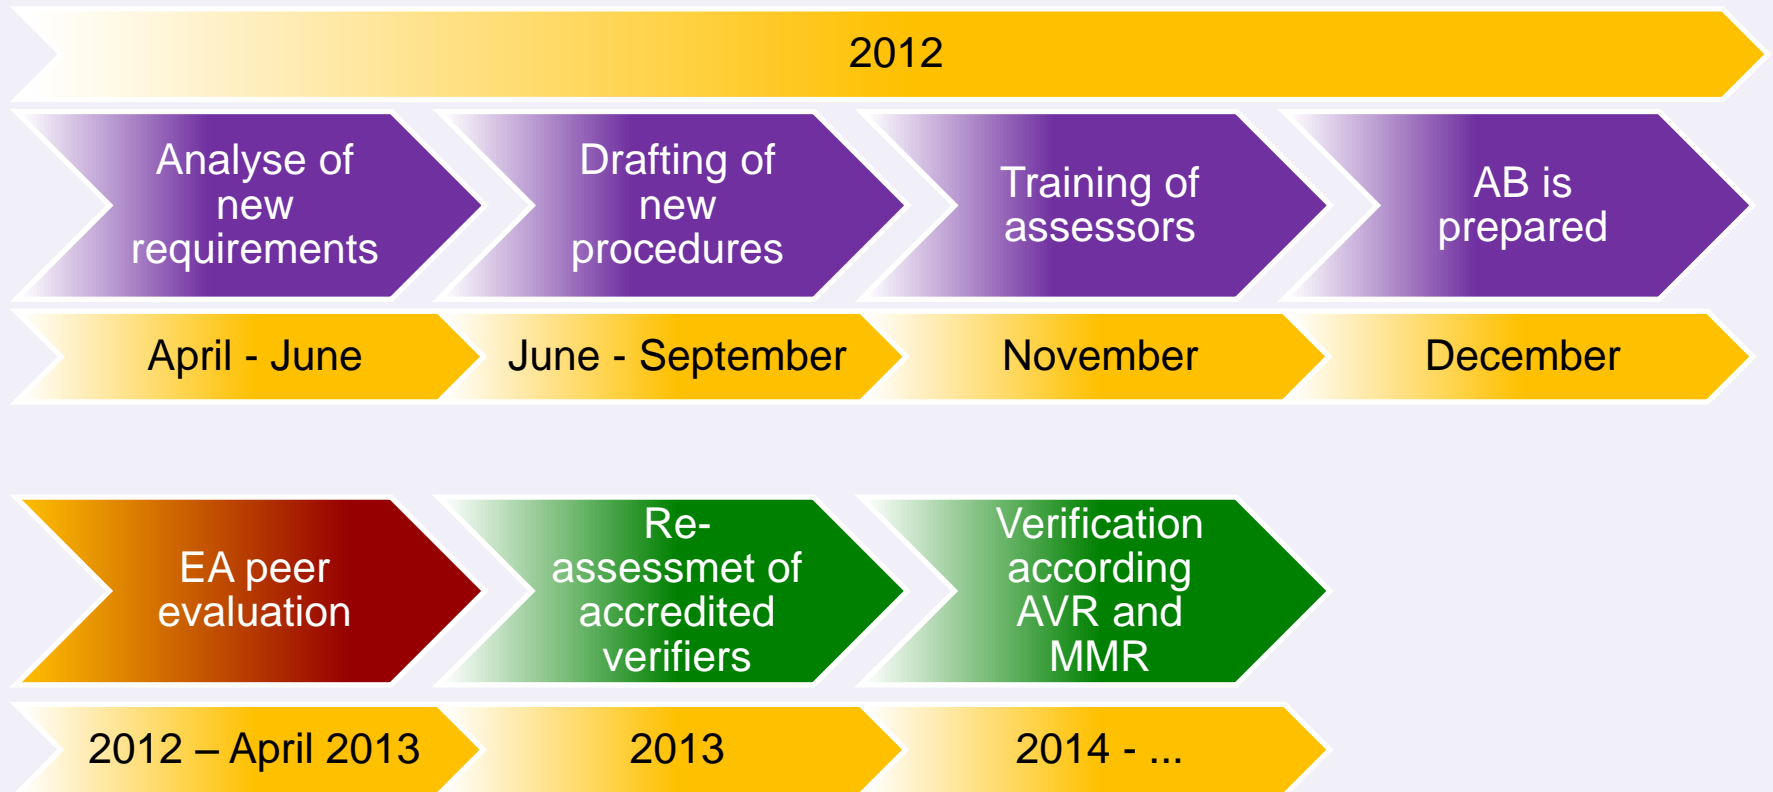 2012
Analyse of
new
requirements
Drafting of
new
procedures
Training of
assessors
AB is
prepared
April - June
June - September
November
December
EA peer
evaluation
Re-
assessmet of
accredited
verifiers
Verification
according
AVR and
MMR
2012 – April 2013
2013
2014 - ...